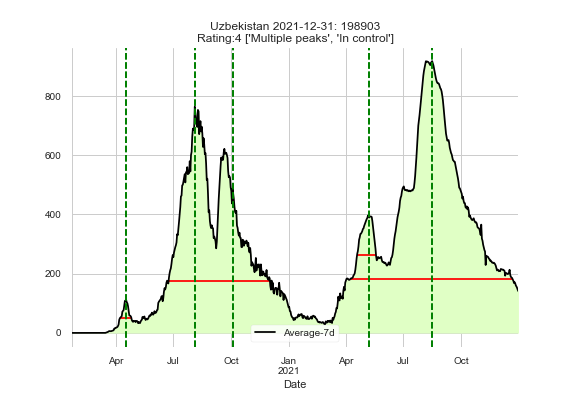 Uzbekistan 2021-12-31: 198903
Rating:4 ['Multiple peaks', 'In control']
800
600
400
200
0
Average-7d
Apr
Jul
Oct
Jan
2021
Apr
Jul
Oct
Date